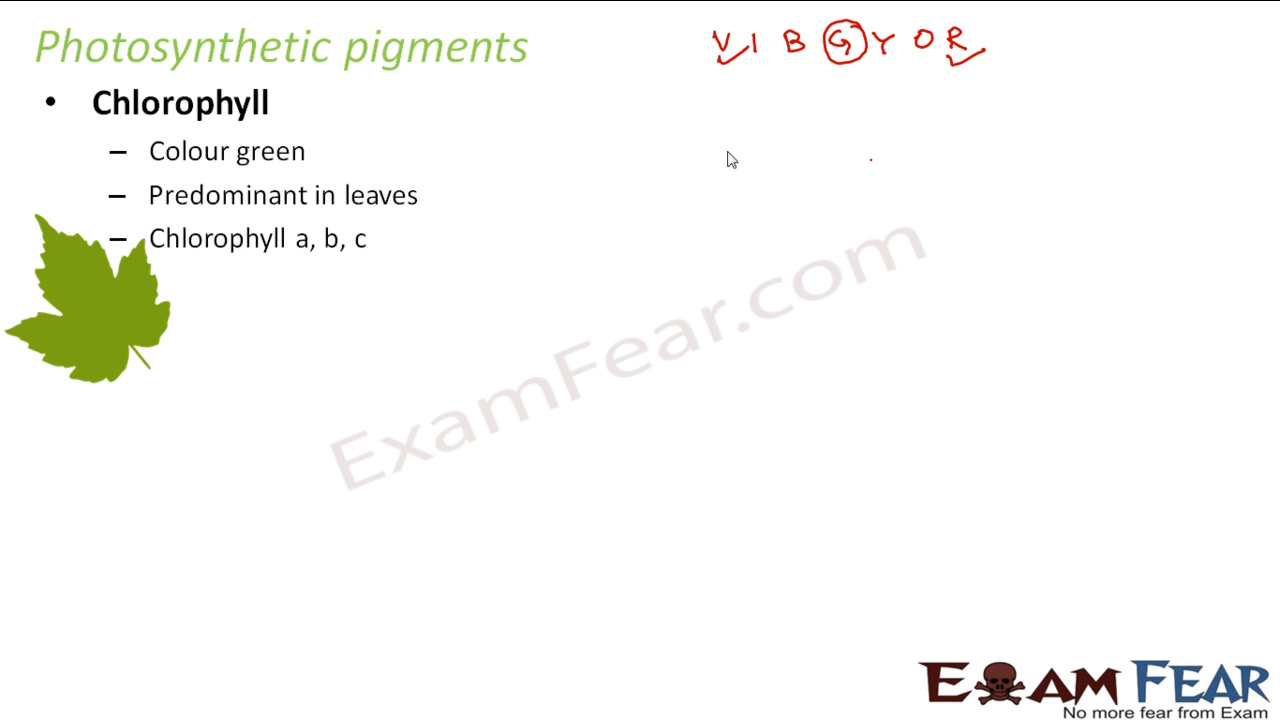 Photosynthetic pigments
V I B G Y O R
• Chlorophyll
– Colour green
– Predominant in leaves
– Chlorophyll a, b, c
ExamFear.com
EXAM FEAR
No more fear from Exam